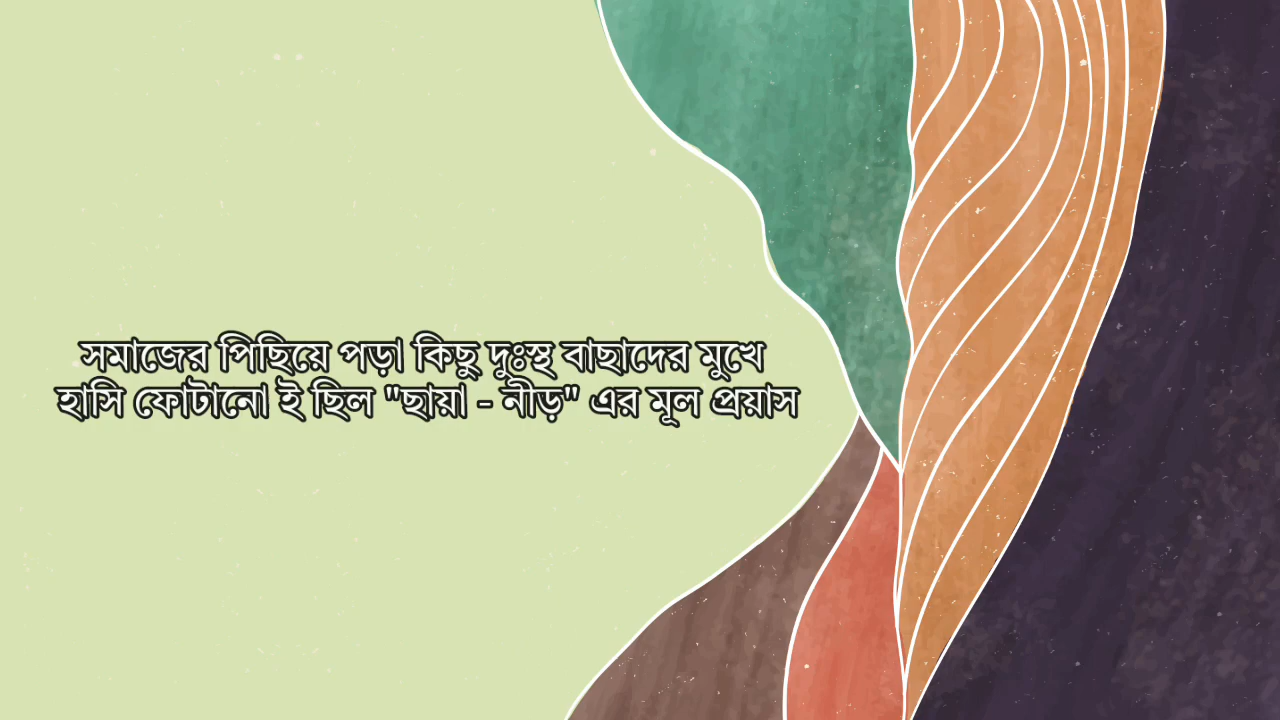 সমাজের পিছিয়ে পড়া কিছু দুঃস্থ বাছাদের মুখে
হাসি ফোটানো ই ছিল "ছায়া - নীড়" এর মূল প্রয়াস